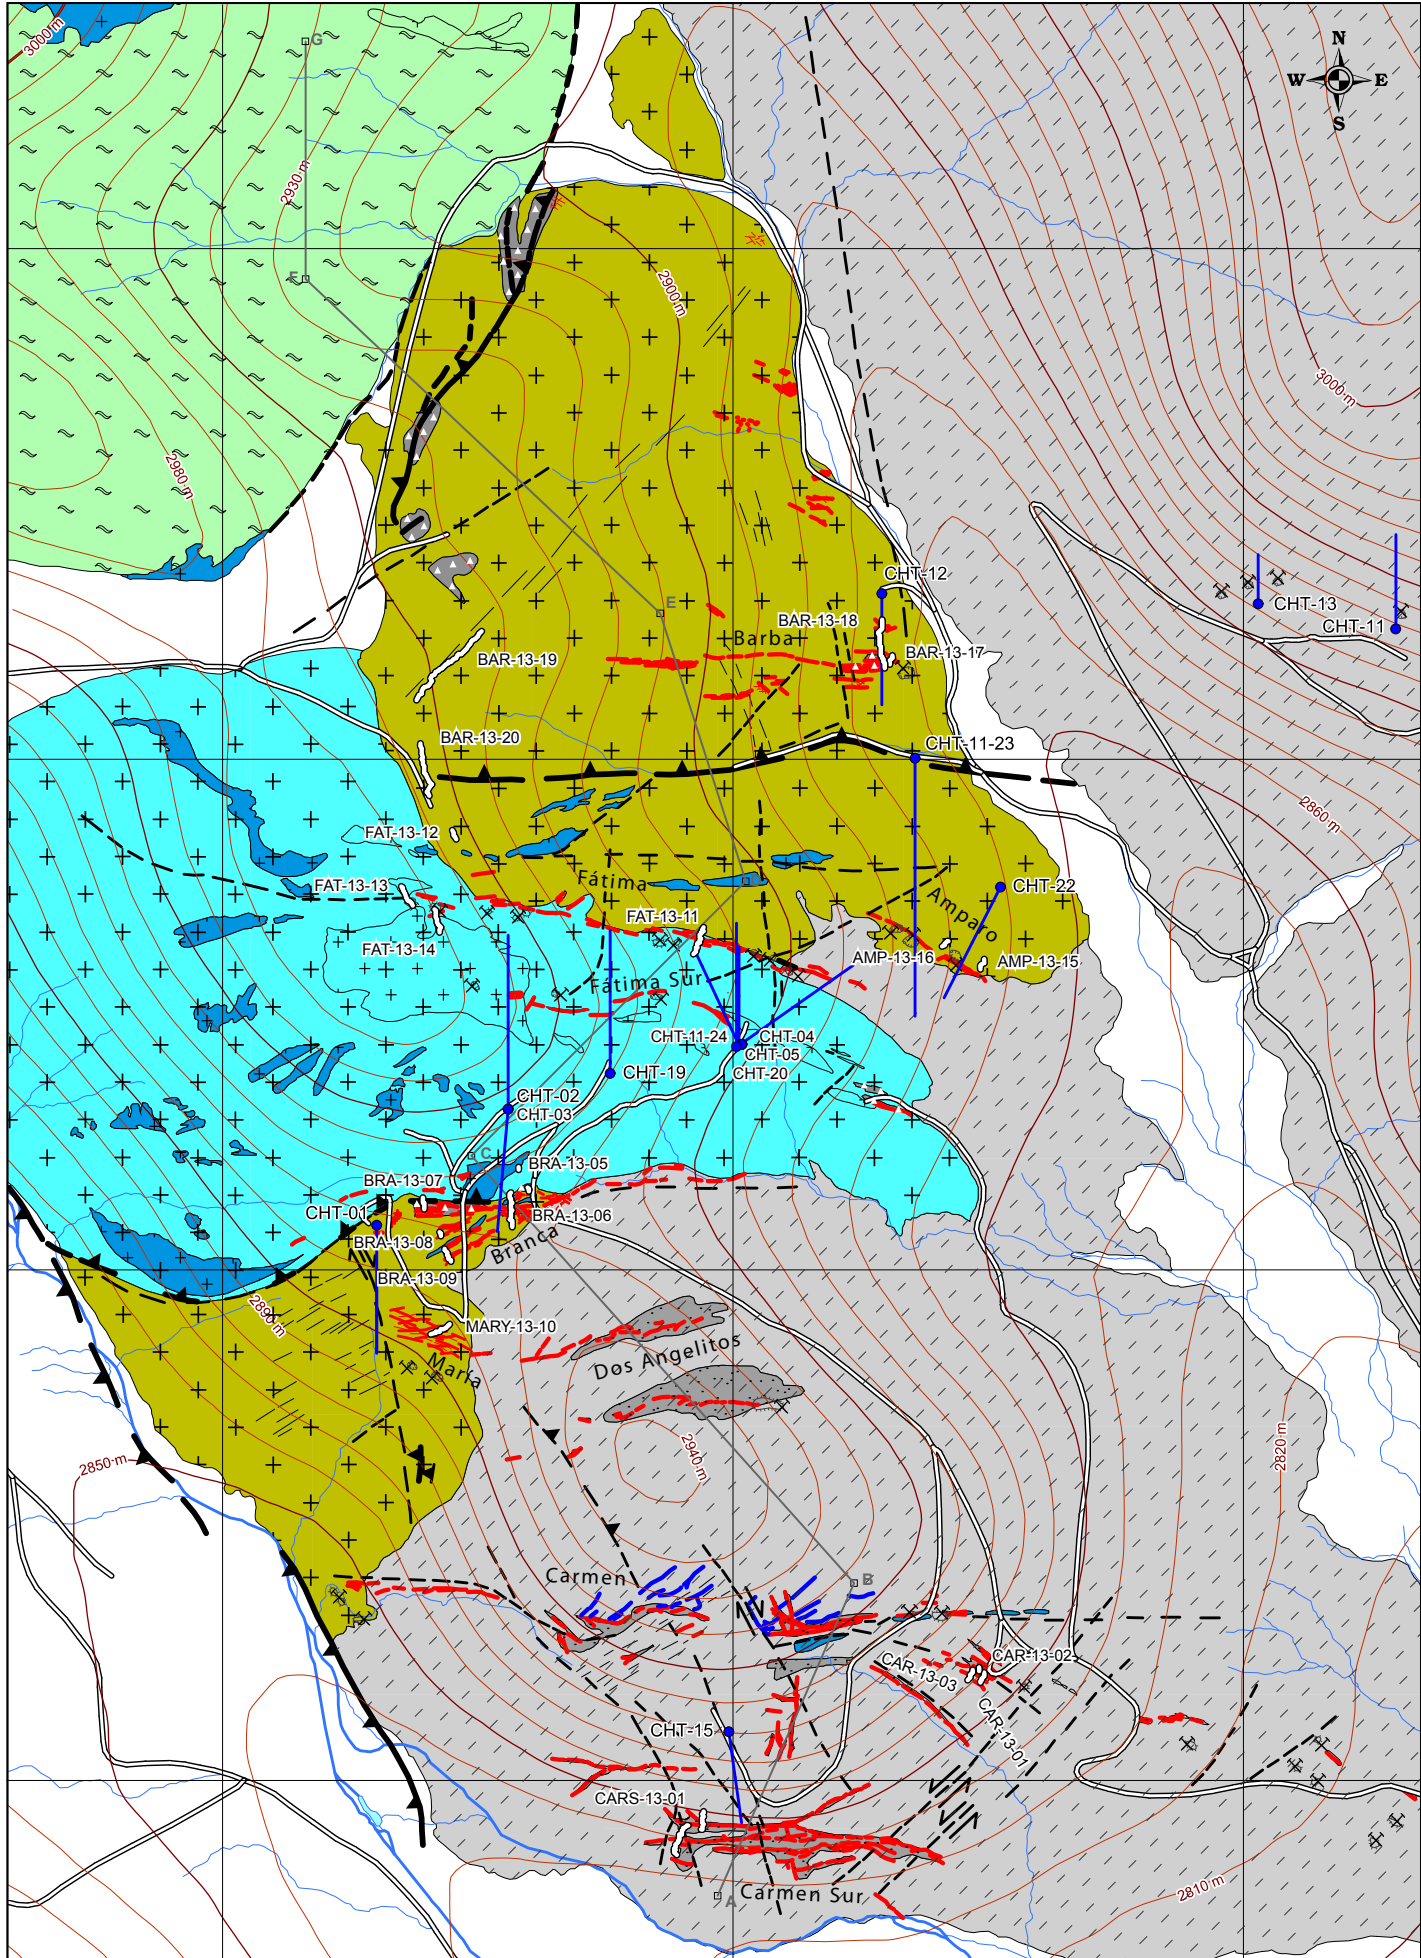 3000 m
G
N
W E
S
2930 m
F
2900 m
3000 m
2980 m
CHT-12
CHT-13
CHT-11
E
BAR-13-18
Barba
BAR-13-17
BAR-13-19
BAR-13-20
CHT-11-23
2860 m
FAT-13-12
Fátima
D
FAT-13-13
CHT-22
Amparo
FAT-13-11
FAT-13-14
AMP-13-16
AMP-13-15
Fátima Sur
CHT-11-24
CHT-04
CHT-05
CHT-20
CHT-19
CHT-02
CHT-03
C
BRA-13-05
BRA-13-07
CHT-01
BRA-13-06
BRA-13-08
Branca
BRA-13-09
2890 m
MARY-13-10
Dos Angelitos
María
2940 m
2820 m
2850 m
Carmen
B
CAR-13-02
CAR-13-03
CAR-13-01
CHT-15
CARS-13-01
A
Carmen Sur
2810 m